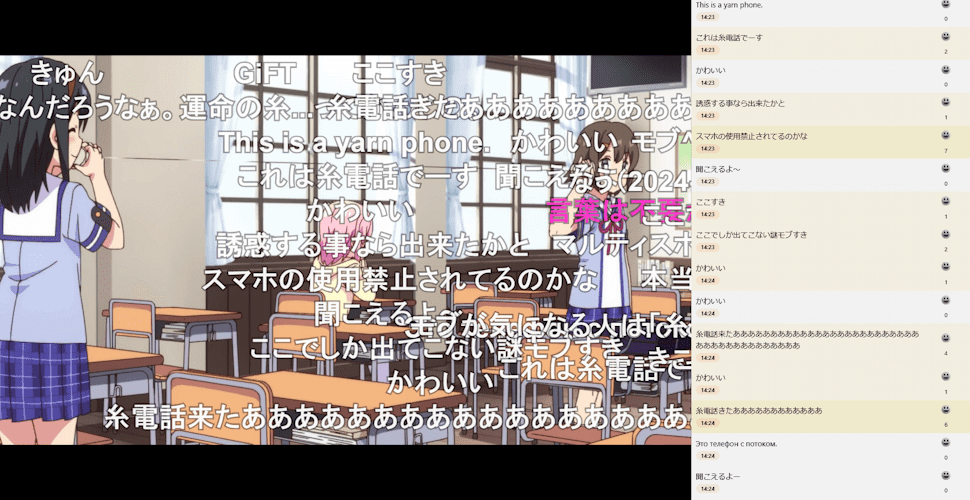 きゅん
GiFT
ここすき
なんだろうなぁ。運命の糸…
糸電話きたあああああああああ
This is a yarn phone.
かわいい
モブ
これは糸電話でーす
聞こえ
(2024
かわいい
言葉は不要
誘惑する事なら出来たかと
マルティスホ
スマホの使用禁止されてるのかな
本当
聞こえるよ
モブが気になる人は「糸
ここでしか出てこない謎モブすき
これは糸電話で
かわいい
糸電話来たああああああああああああああああ
This is a yarn phone.
14:23
0
これは糸電話でーす
14:23
2
かわいい
14:23
0
誘惑する事なら出来たかと
14:23
1
スマホの使用禁止されてるのかな
14:23
7
聞こえるよ～
14:23
0
ここすき
14:23
1
ここでしか出てこない謎モブすき
14:23
2
かわいい
14:24
1
かわいい
14:24
0
糸電話来たあああああああああああああああああああああああああ
ああああああああああああああ
14:24
4
かわいい
14:24
1
糸電話きたああああああああああああ
14:24
6
Это телефон с потоком.
14:24
0
聞こえるよー
14:24
0